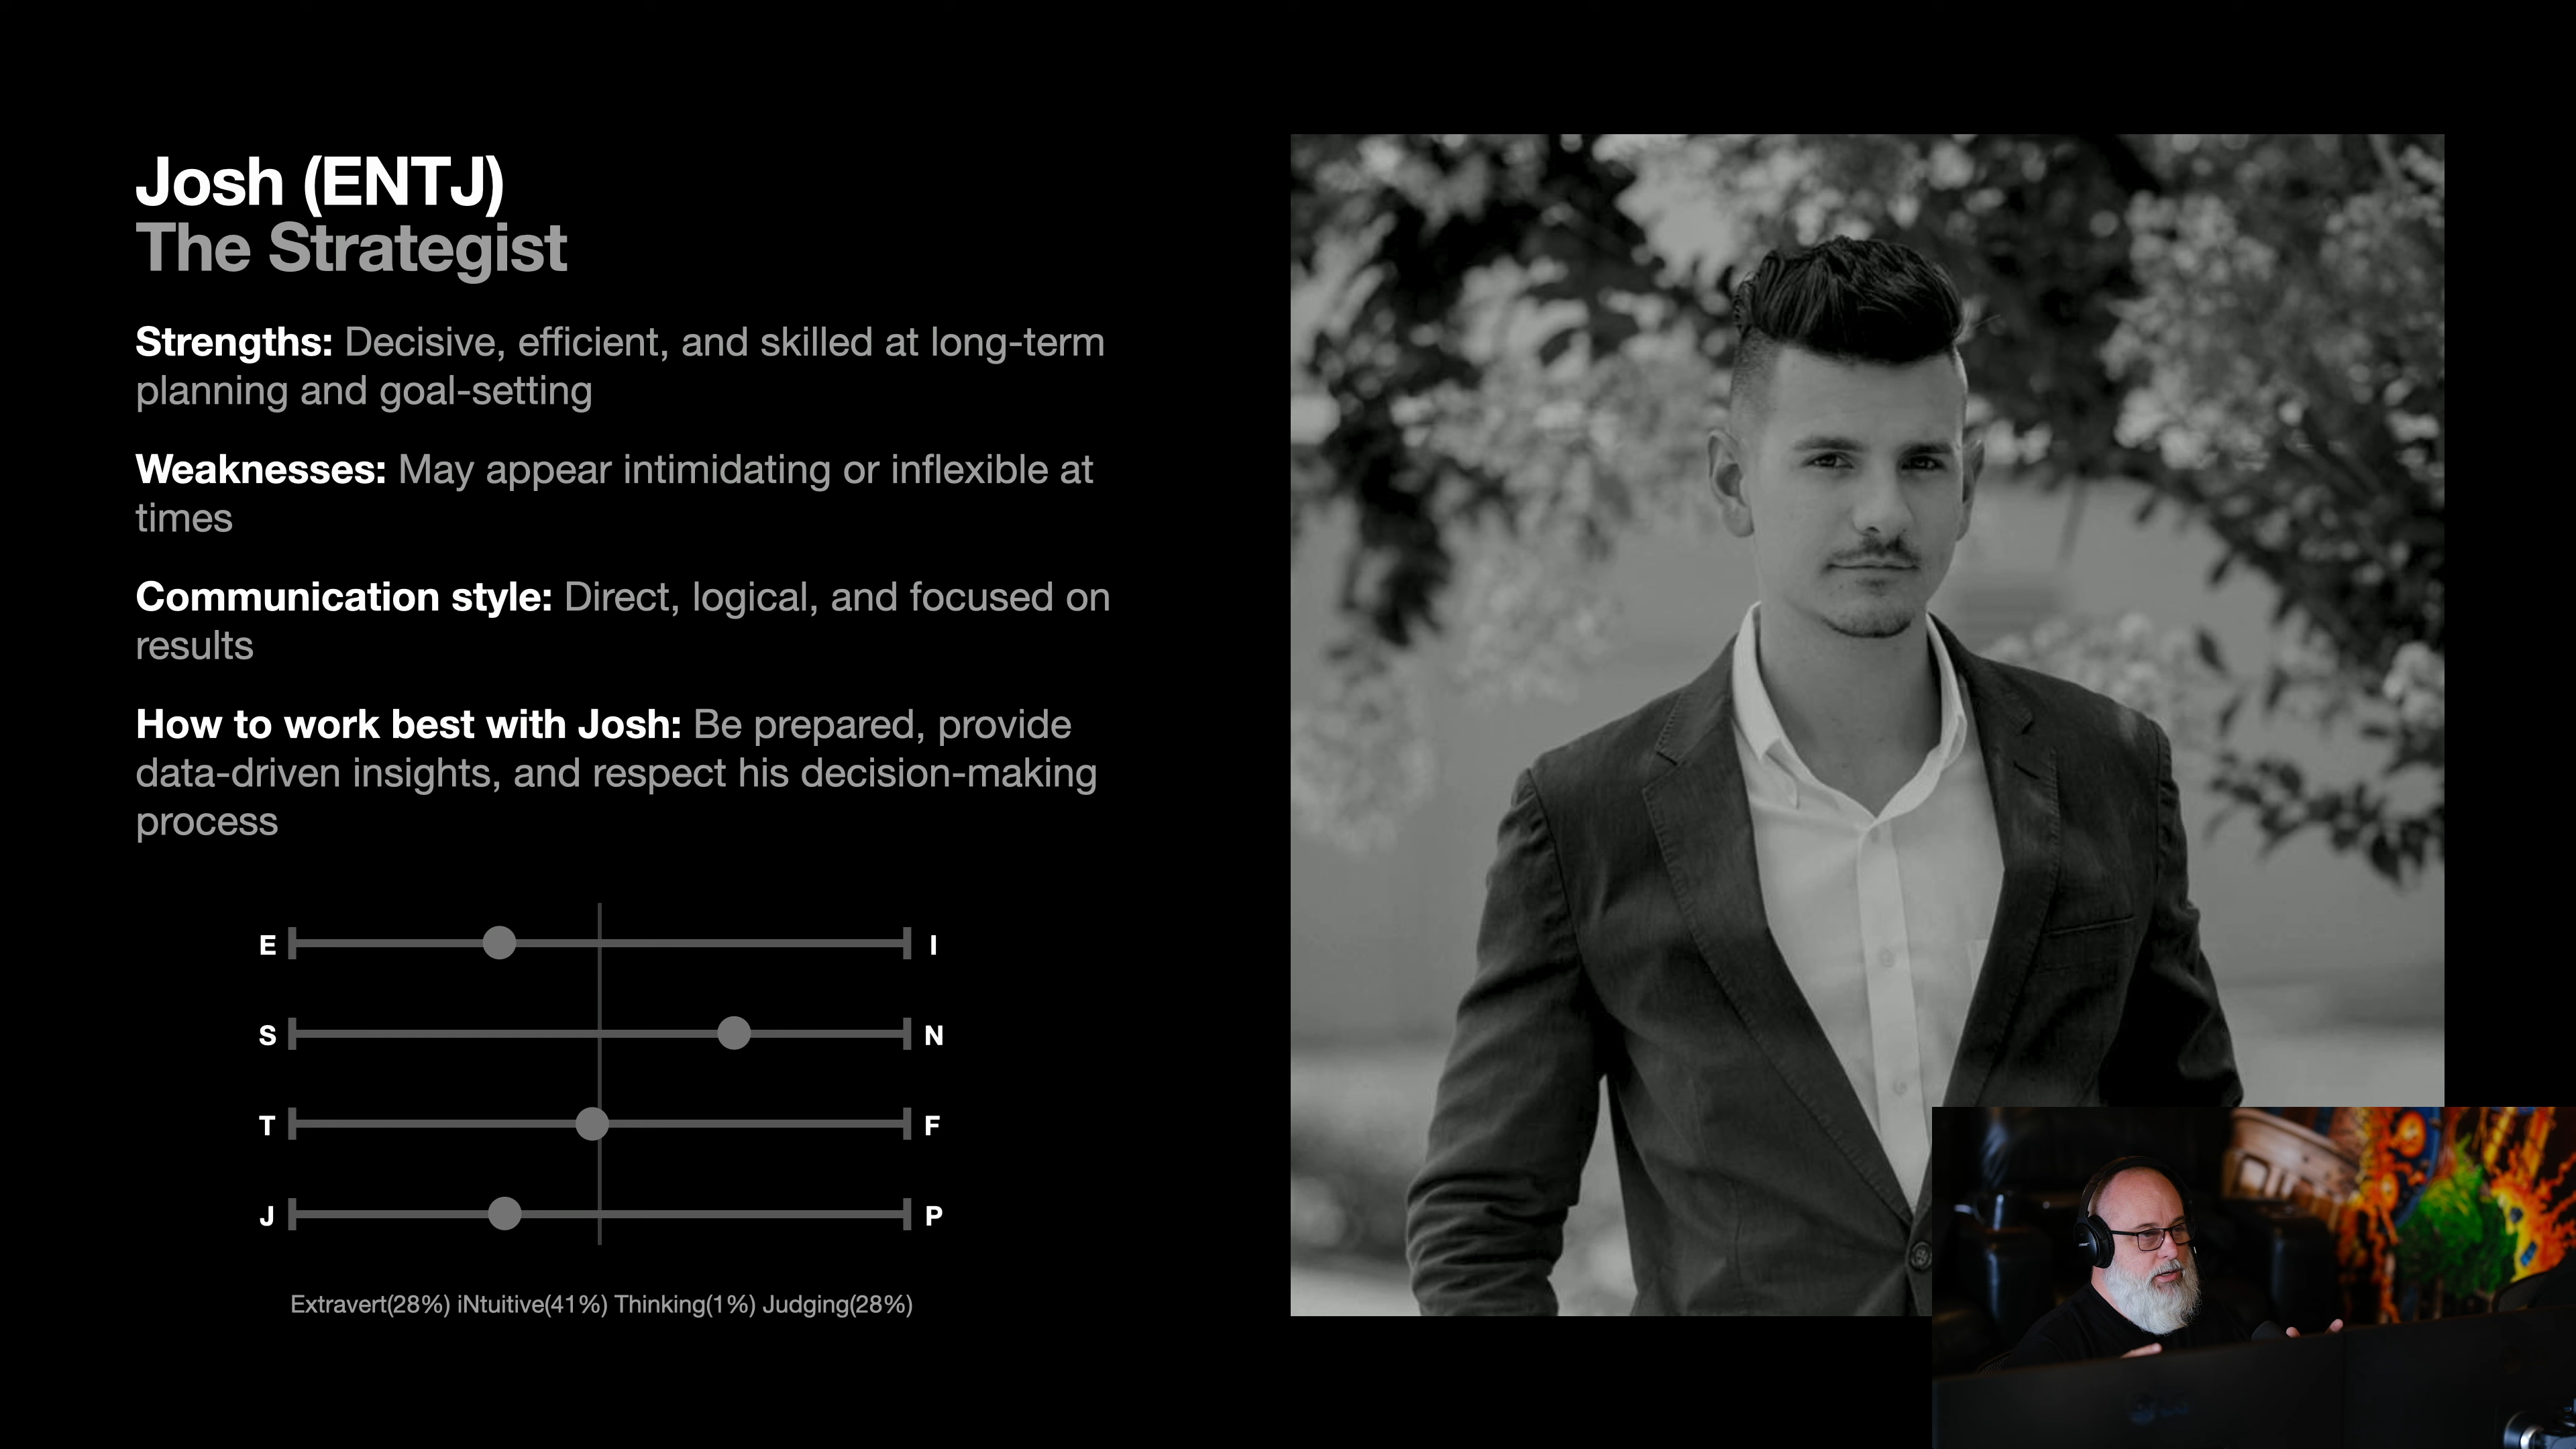 Josh (ENTJ)
The Strategist
Strengths: Decisive, efficient, and skilled at long-term
planning and goal-setting
Weaknesses: May appear intimidating or inflexible at
times
Communication style: Direct, logical, and focused on
results
How to work best with Josh: Be prepared, provide
data-driven insights, and respect his decision-making
process
E I
S N
T F
J P
Extravert(28%) iNtuitive(41%) Thinking(1%) Judging(28%)